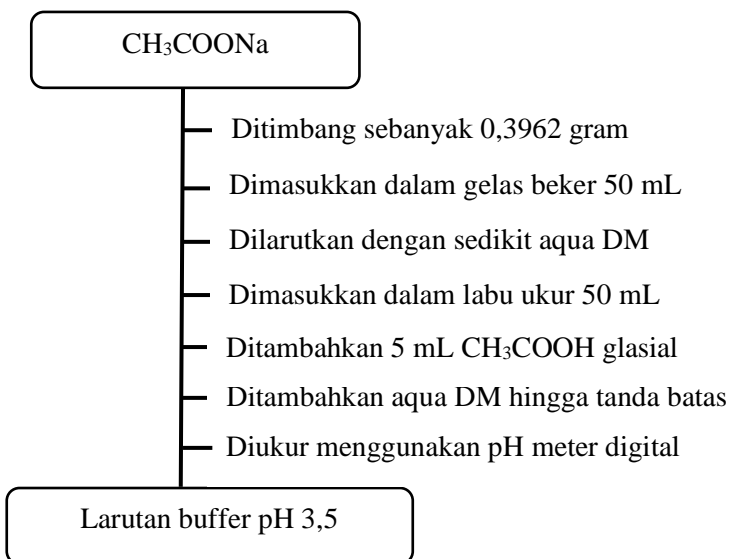 CH₃COONa
Ditimbang sebanyak 0,3962 gram
Dimasukkan dalam gelas beker 50 mL
Dilarutkan dengan sedikit aqua DM
Dimasukkan dalam labu ukur 50 mL
Ditambahkan 5 mL CH₃COOH glasial
Ditambahkan aqua DM hingga tanda batas
Diukur menggunakan pH meter digital
Larutan buffer pH 3,5